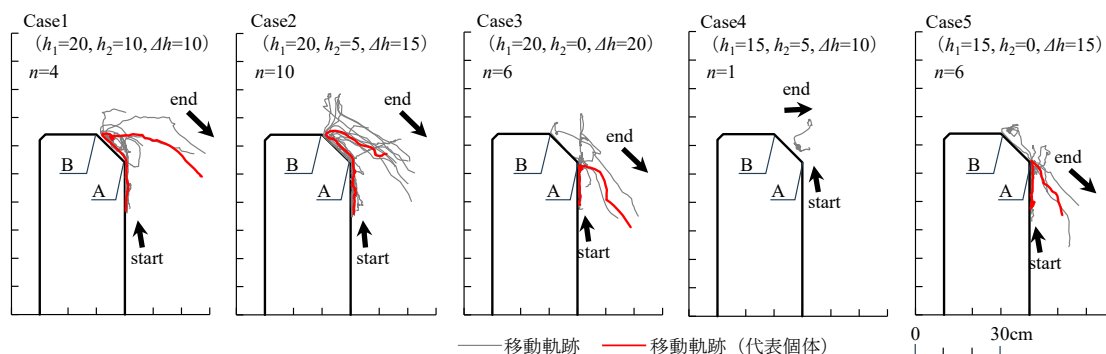 Case1
（h₁=20, h₂=10, Δh=10）
n=4
end
B
A
start
Case2
（h₁=20, h₂=5, Δh=15）
n=10
end
B
A
start
Case3
（h₁=20, h₂=0, Δh=20）
n=6
end
B
A
start
Case4
（h₁=15, h₂=5, Δh=10）
n=1
end
B
A
start
Case5
（h₁=15, h₂=0, Δh=15）
n=6
end
B
A
start
移動軌跡
移動軌跡（代表個体）
0 30cm